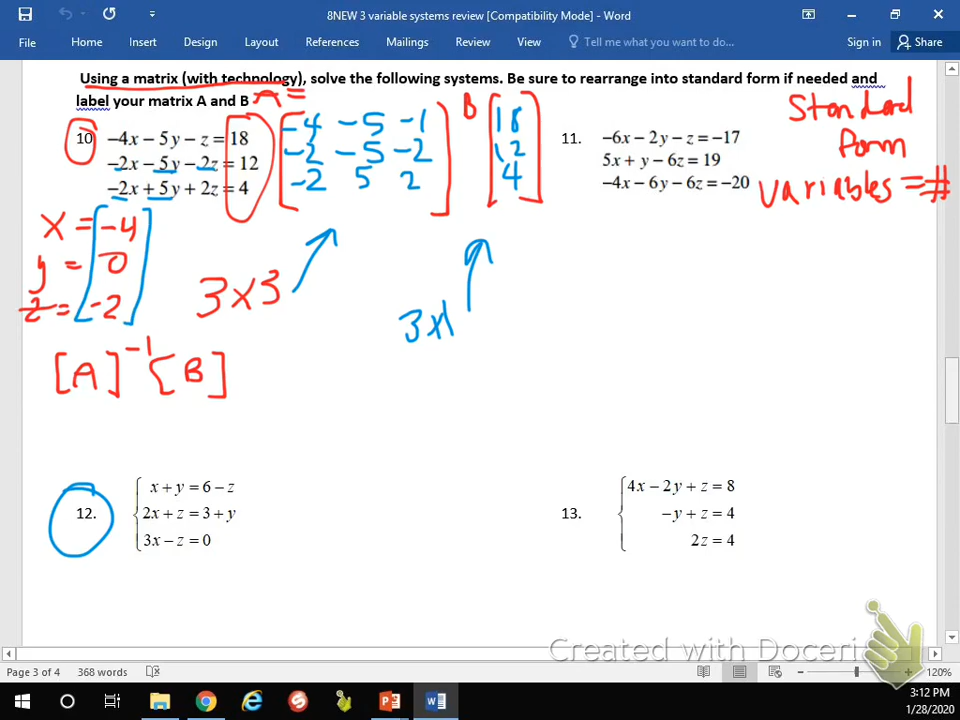 8NEW 3 variable systems review [Compatibility Mode] - Word
File Home Insert Design Layout References Mailings Review View Tell me what you want to do... Sign in Share
Using a matrix (with technology), solve the following systems. Be sure to rearrange into standard form if needed and
label your matrix A and B
A =
B
Standard
form
variables = #
10
-4x - 5y - z = 18
-2x - 5y - 2z = 12
-2x + 5y + 2z = 4
-4 -5 -1
-2 -5 -2
-2 5 2
18
12
4
11. -6x - 2y - z = -17
5x + y - 6z = 19
-4x - 6y - 6z = -20
x = [-4
y = 0
z = -2]
3x3
3x1
[A]⁻¹ [B]
12. x + y = 6 - z
2x + z = 3 + y
3x - z = 0
13. 4x - 2y + z = 8
-y + z = 4
2z = 4
Created with Doceri
Page 3 of 4 368 words 120%
3:12 PM
1/28/2020